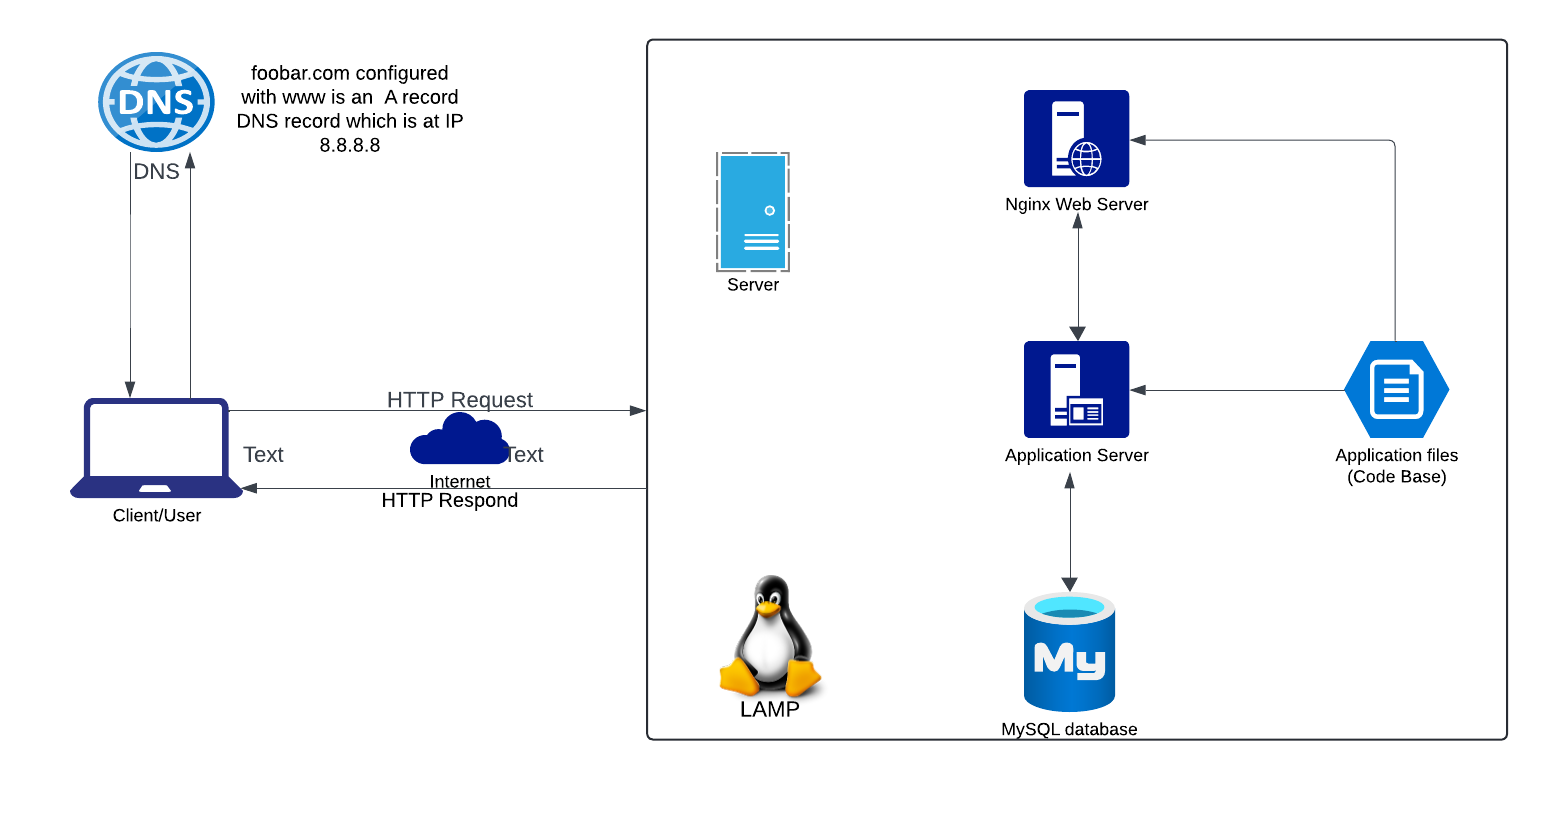 DNS
foobar.com configured
with www is an  A record
DNS record which is at IP
8.8.8.8
DNS
Server
Nginx Web Server
HTTP Request
Text
Text
Internet
HTTP Respond
Client/User
Application Server
Application files
(Code Base)
LAMP
My
MySQL database